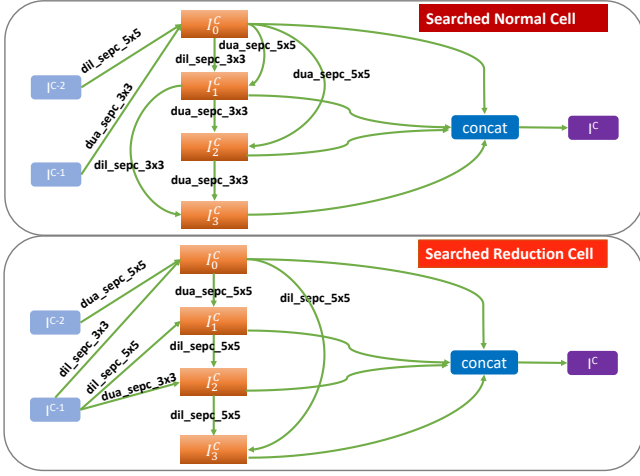 Searched Normal Cell
I_0^C
dil_sepc_5x5
dua_sepc_5x5
dil_sepc_3x3
dua_sepc_5x5
I^{C-2}
I_1^C
dua_sepc_3x3
dua_sepc_3x3
concat
I^C
I_2^C
dil_sepc_3x3
I^{C-1}
dua_sepc_3x3
I_3^C
Searched Reduction Cell
I_0^C
dua_sepc_5x5
dua_sepc_5x5
dil_sepc_5x5
I^{C-2}
I_1^C
dil_sepc_3x3
dil_sepc_5x5
dil_sepc_5x5
concat
I^C
dua_sepc_3x3
I_2^C
I^{C-1}
dil_sepc_5x5
I_3^C